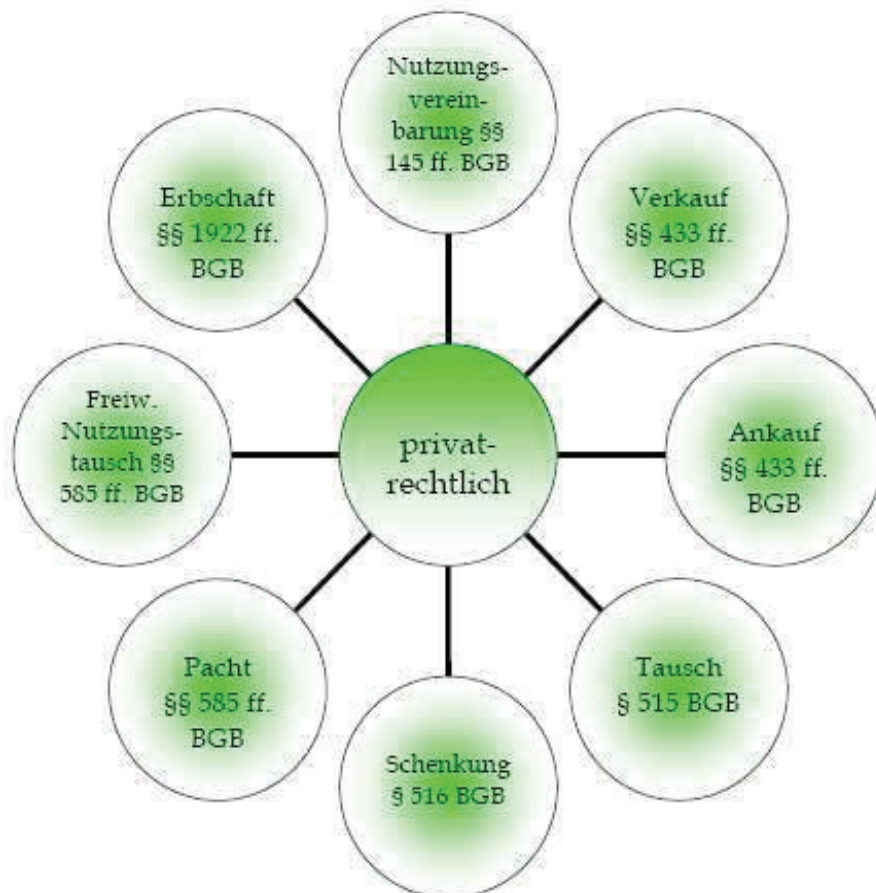 Nutzungs-
verein-
barung §§
145 ff. BGB
Verkauf
§§ 433 ff.
BGB
Ankauf
§§ 433 ff.
BGB
Tausch
§ 515 BGB
Schenkung
§ 516 BGB
Pacht
§§ 585 ff.
BGB
Freiw.
Nutzungs-
tausch §§
585 ff. BGB
Erbschaft
§§ 1922 ff.
BGB
privat-
rechtlich